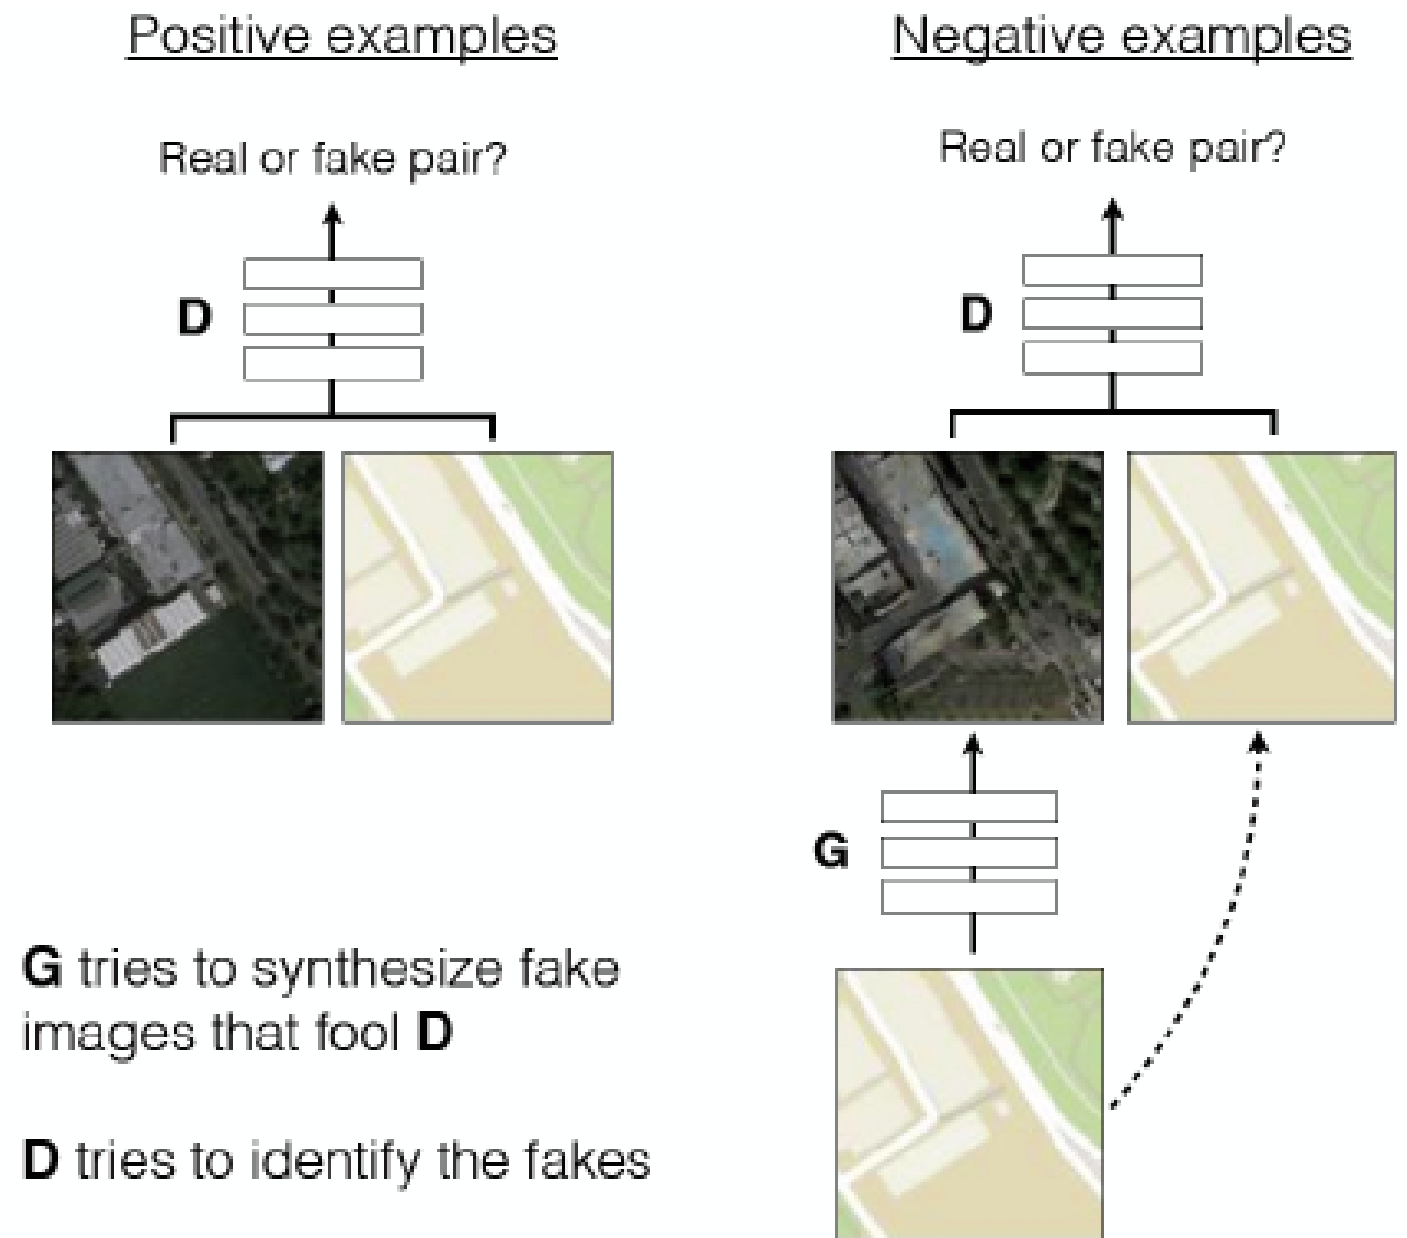 Positive examples
Real or fake pair?
D
Negative examples
Real or fake pair?
D
G
G tries to synthesize fake
images that fool D
D tries to identify the fakes